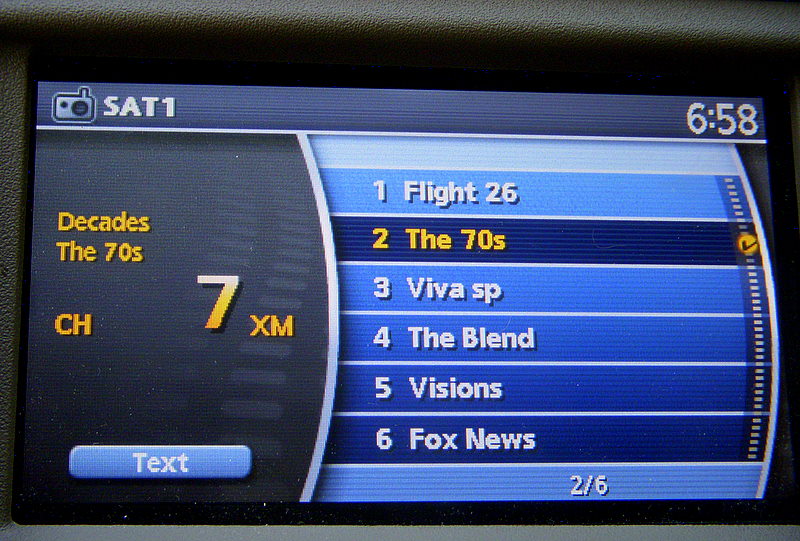 SAT1
6:58
Decades
The 70s
CH 7 XM
Text
1 Flight 26
2 The 70s
3 Viva sp
4 The Blend
5 Visions
6 Fox News
2/6